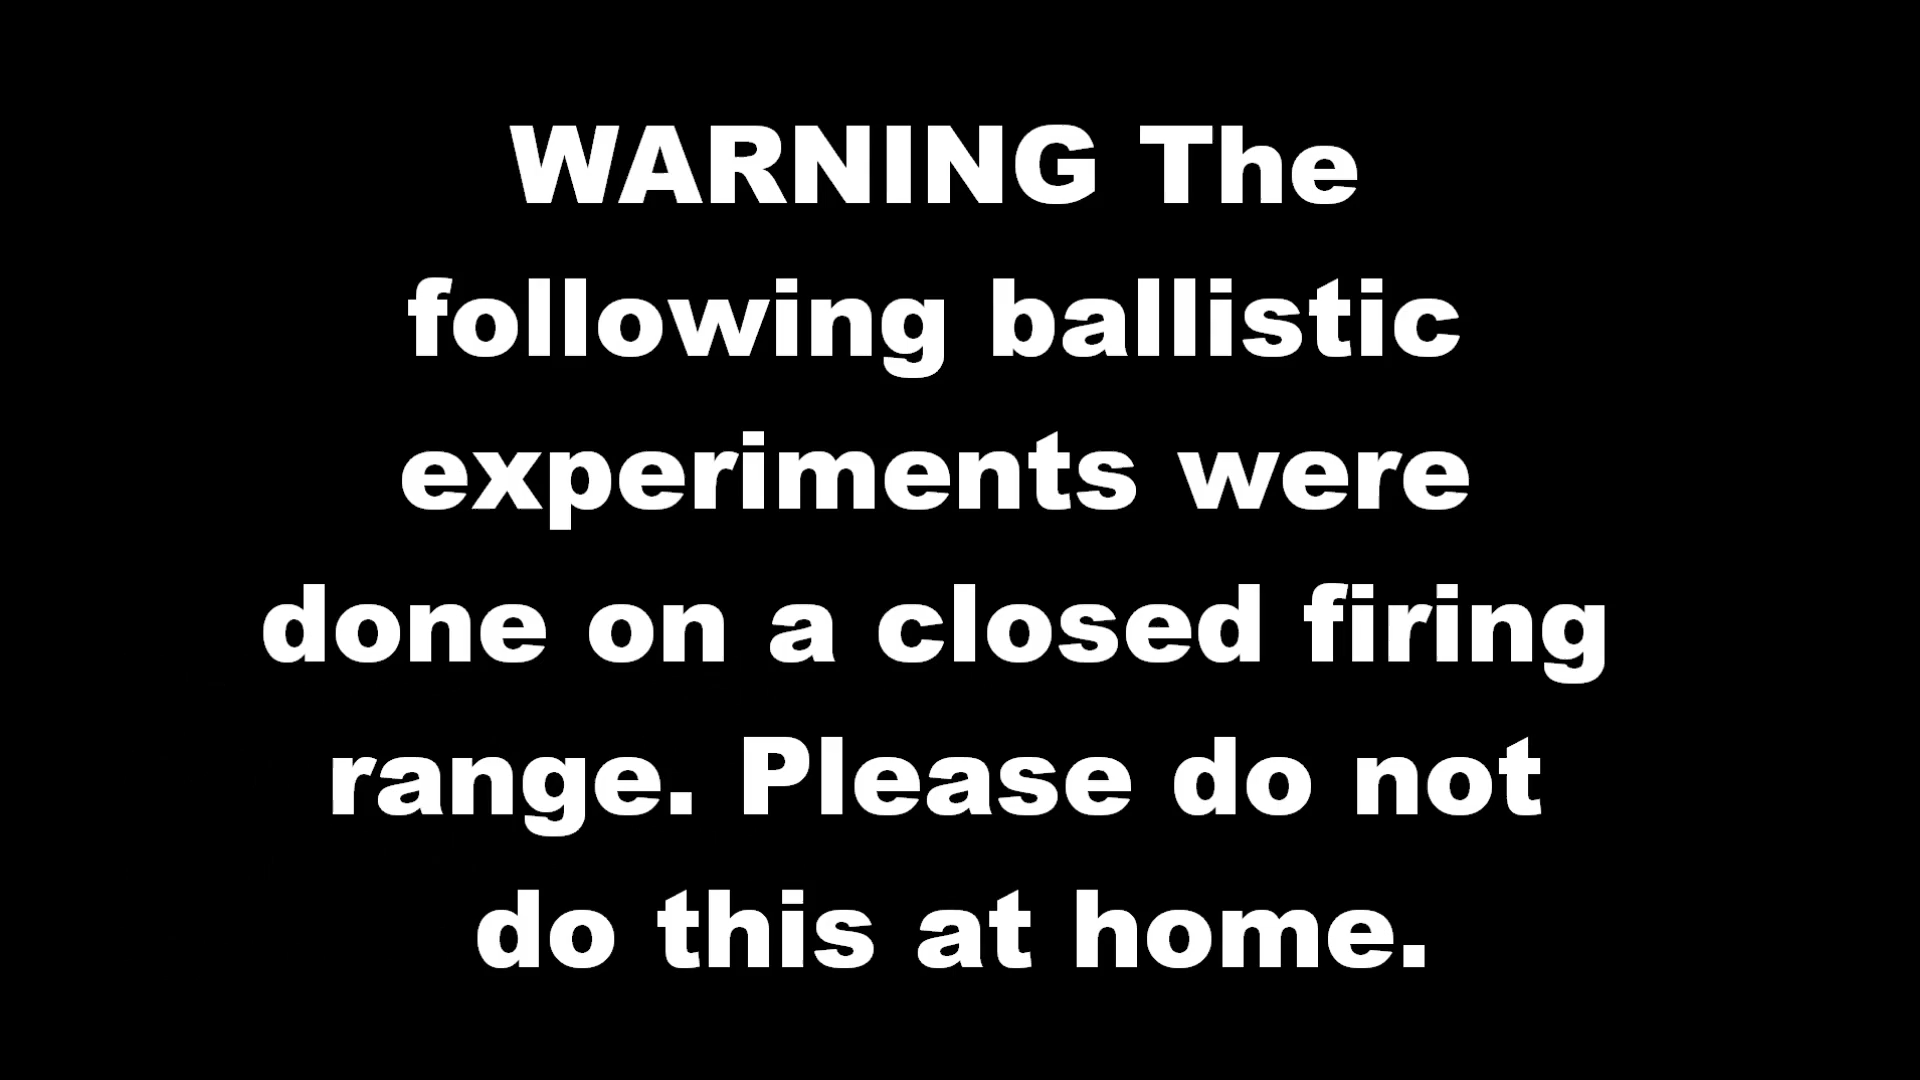 WARNING The
following ballistic
experiments were
done on a closed firing
range. Please do not
do this at home.